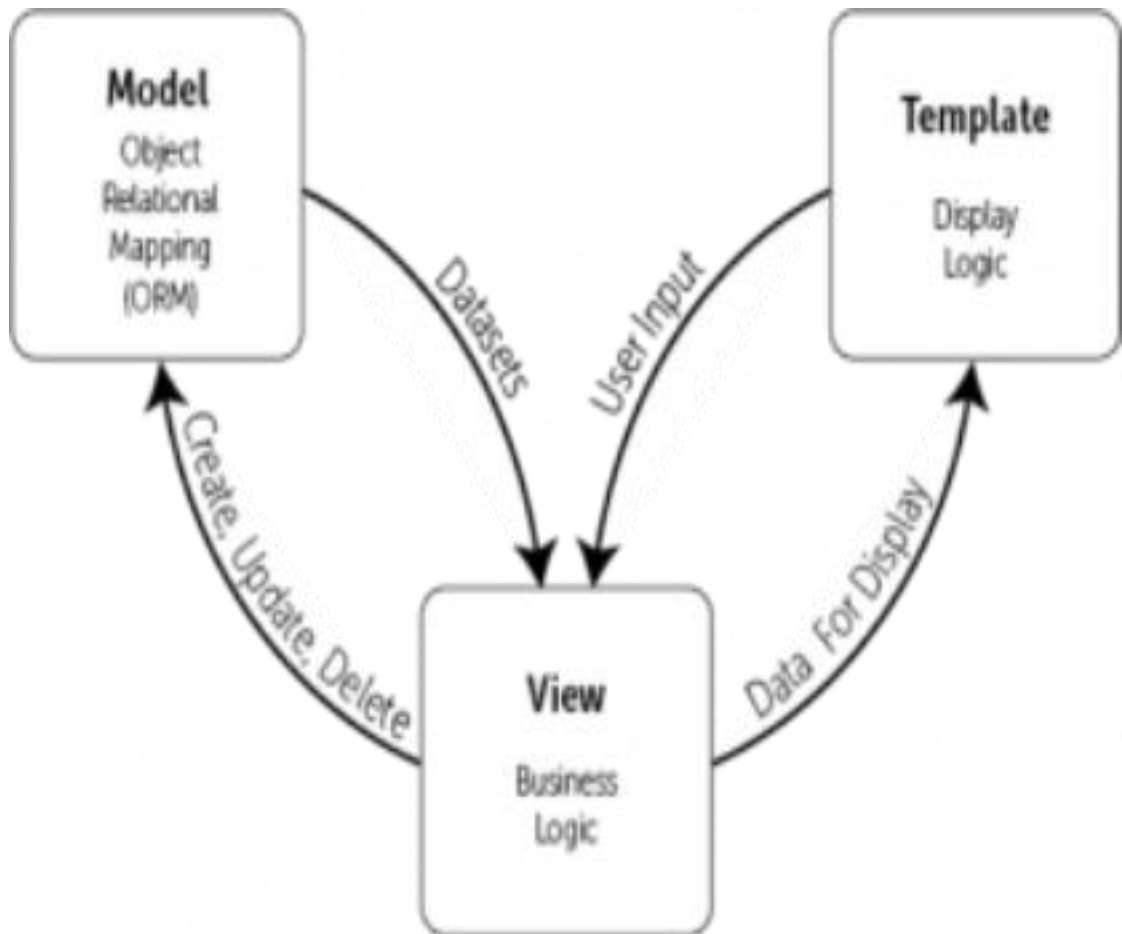 Model
Object
Relational
Mapping
(ORM)
Template
Display
Logic
Datasets
User Input
Create, Update, Delete
Data For Display
View
Business
Logic